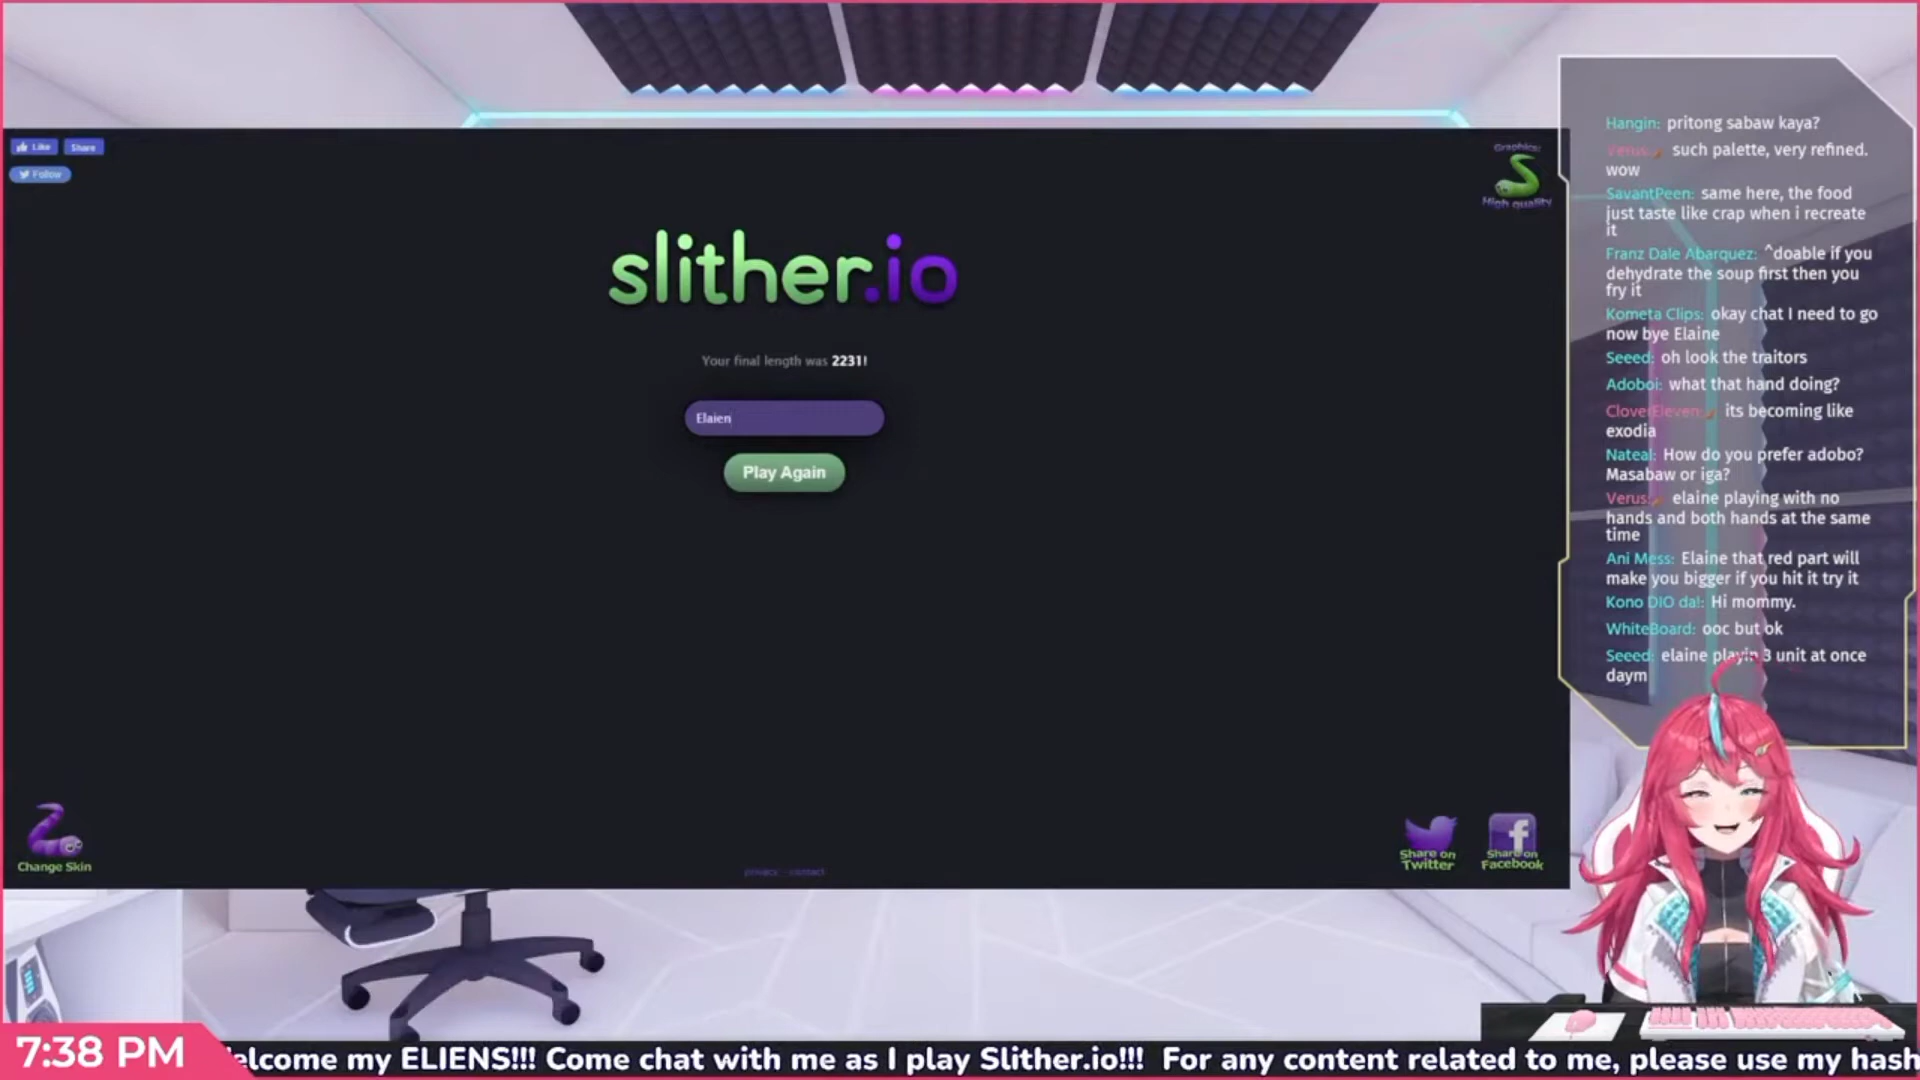 Like Share
Follow
Graphics:
High quality
slither.io
Your final length was 2231!
Elaien
Play Again
Change Skin
privacy - contact
Share on
Twitter
Share on
Facebook
Hangin: pritong sabaw kaya?
Verus: such palette, very refined.
wow
SavantPeen: same here, the food
just taste like crap when i recreate
it
Franz Dale Abarquez: ^doable if you
dehydrate the soup first then you
fry it
Kometa Clips: okay chat I need to go
now bye Elaine
Seeed: oh look the traitors
Adoboi: what that hand doing?
CloverEleven: its becoming like
exodia
Nateal: How do you prefer adobo?
Masabaw or iga?
Verus: elaine playing with no
hands and both hands at the same
time
Ani Mess: Elaine that red part will
make you bigger if you hit it try it
Kono DIO da!: Hi mommy.
WhiteBoard: ooc but ok
Seeed: elaine playin 3 unit at once
daym
7:38 PM
elcome my ELIENS!!! Come chat with me as I play Slither.io!!! For any content related to me, please use my hash